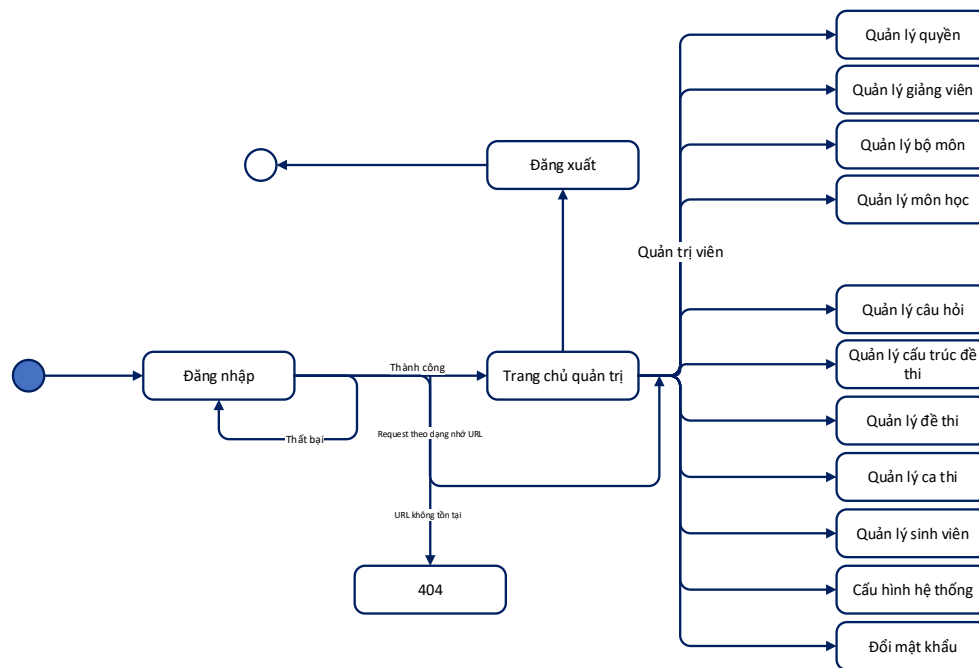 Quản lý quyền
Quản lý giảng viên
Quản lý bộ môn
Đăng xuất
Quản lý môn học
Quản trị viên
Quản lý câu hỏi
Quản lý cấu trúc đề
thi
Thành công
Đăng nhập
Trang chủ quản trị
Quản lý đề thi
Request theo dạng nhớ URL
Thất bại
Quản lý ca thi
URL không tồn tại
Quản lý sinh viên
404
Cấu hình hệ thống
Đổi mật khẩu